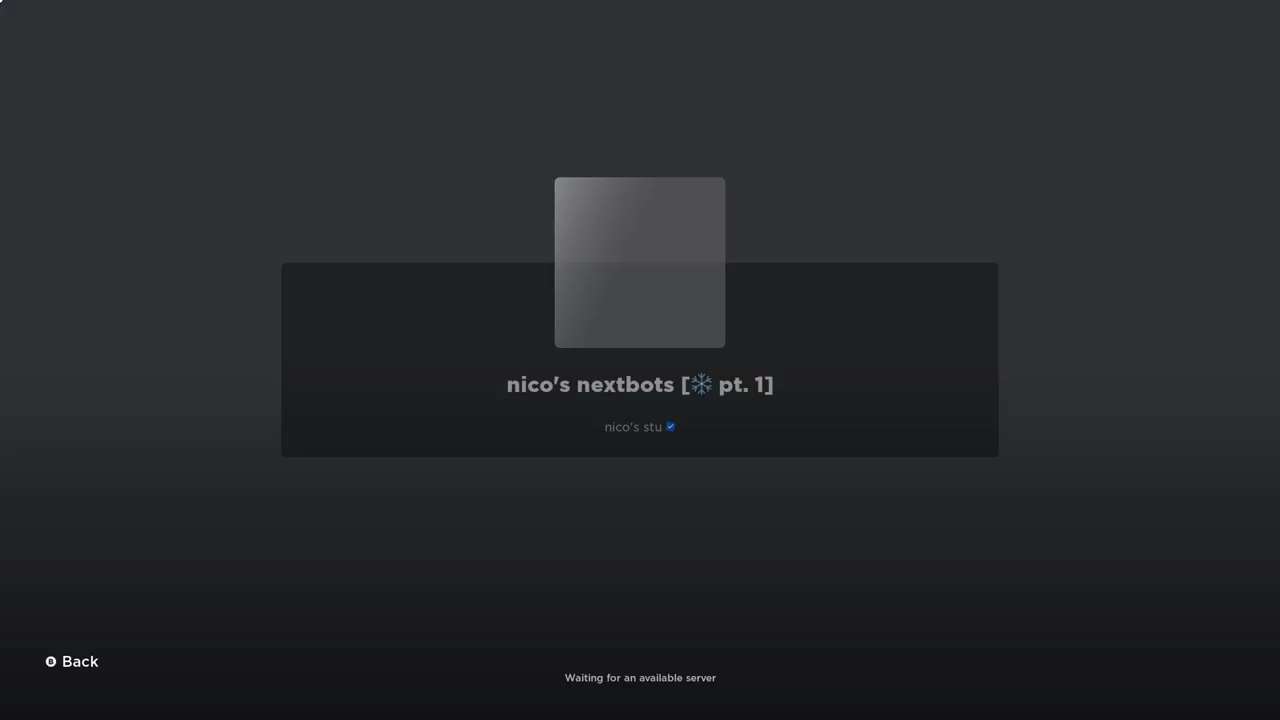 nico's nextbots [❄ pt. 1]
nico's stu
B Back
Waiting for an available server